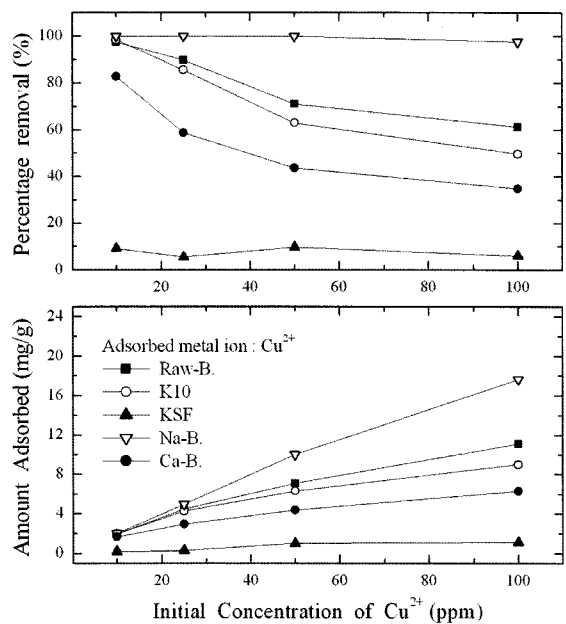 Percentage removal (%)
100
80
60
40
20
0
20 40 60 80 100
Amount Adsorbed (mg/g)
24
20
16
12
8
4
0
Adsorbed metal ion : Cu²⁺
Raw-B.
K10
KSF
Na-B.
Ca-B.
0 20 40 60 80 100
Initial Concentration of Cu²⁺ (ppm)